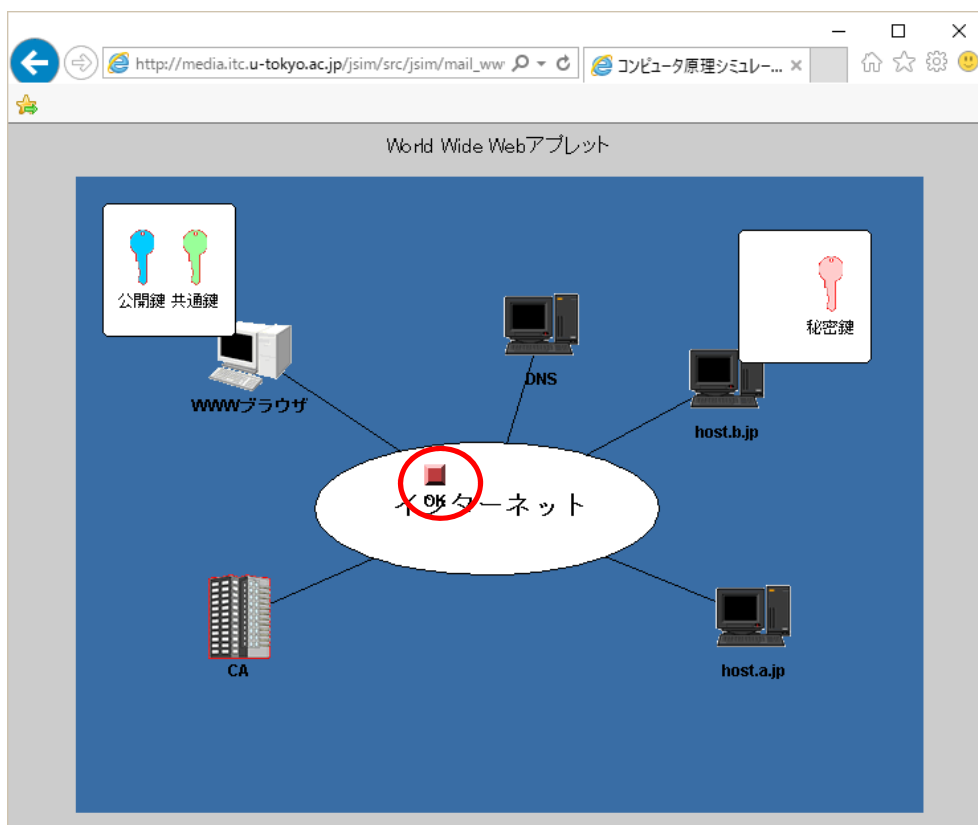 http://media.itc.u-tokyo.ac.jp/jsim/src/jsim/mail_ww
コンピュータ原理シミュレー...
World Wide Webアプレット
公開鍵 共通鍵
秘密鍵
DNS
WWWブラウザ
host.b.jp
OK
インターネット
CA
host.a.jp